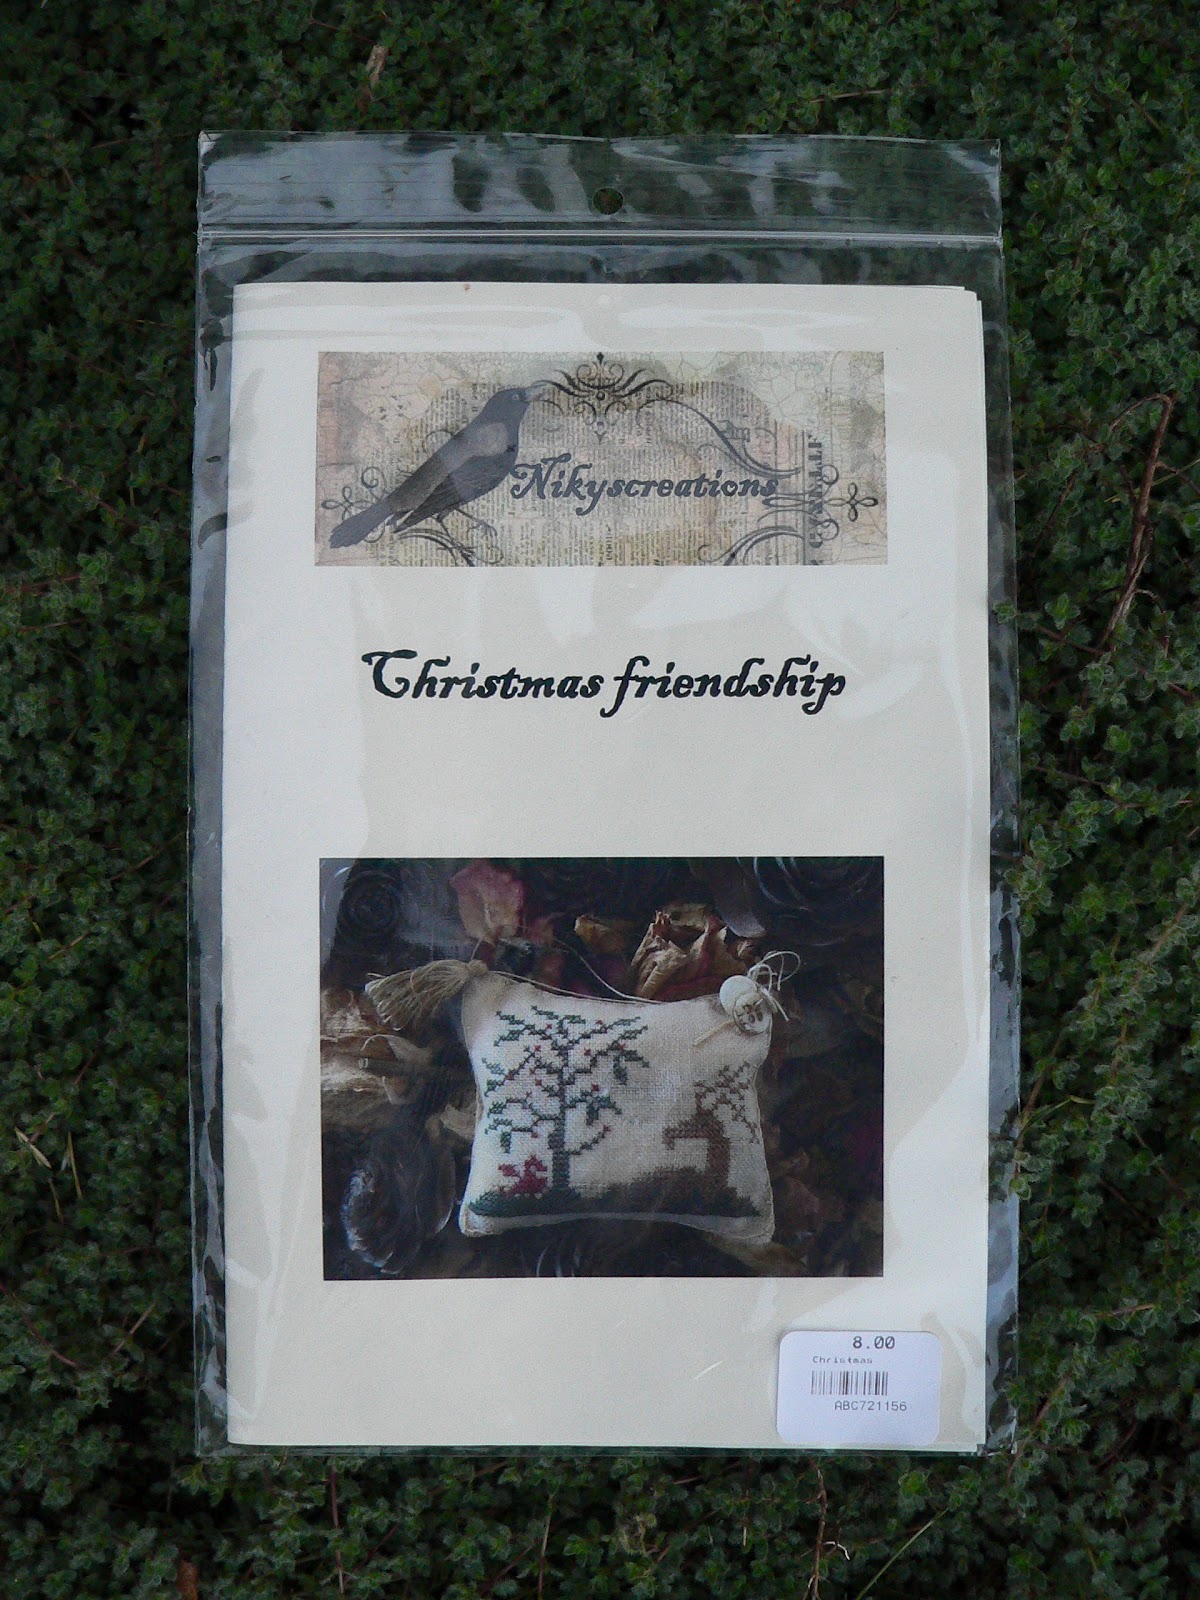 Nikyscreations
Christmas friendship
8.00
Christmas
ABC721156